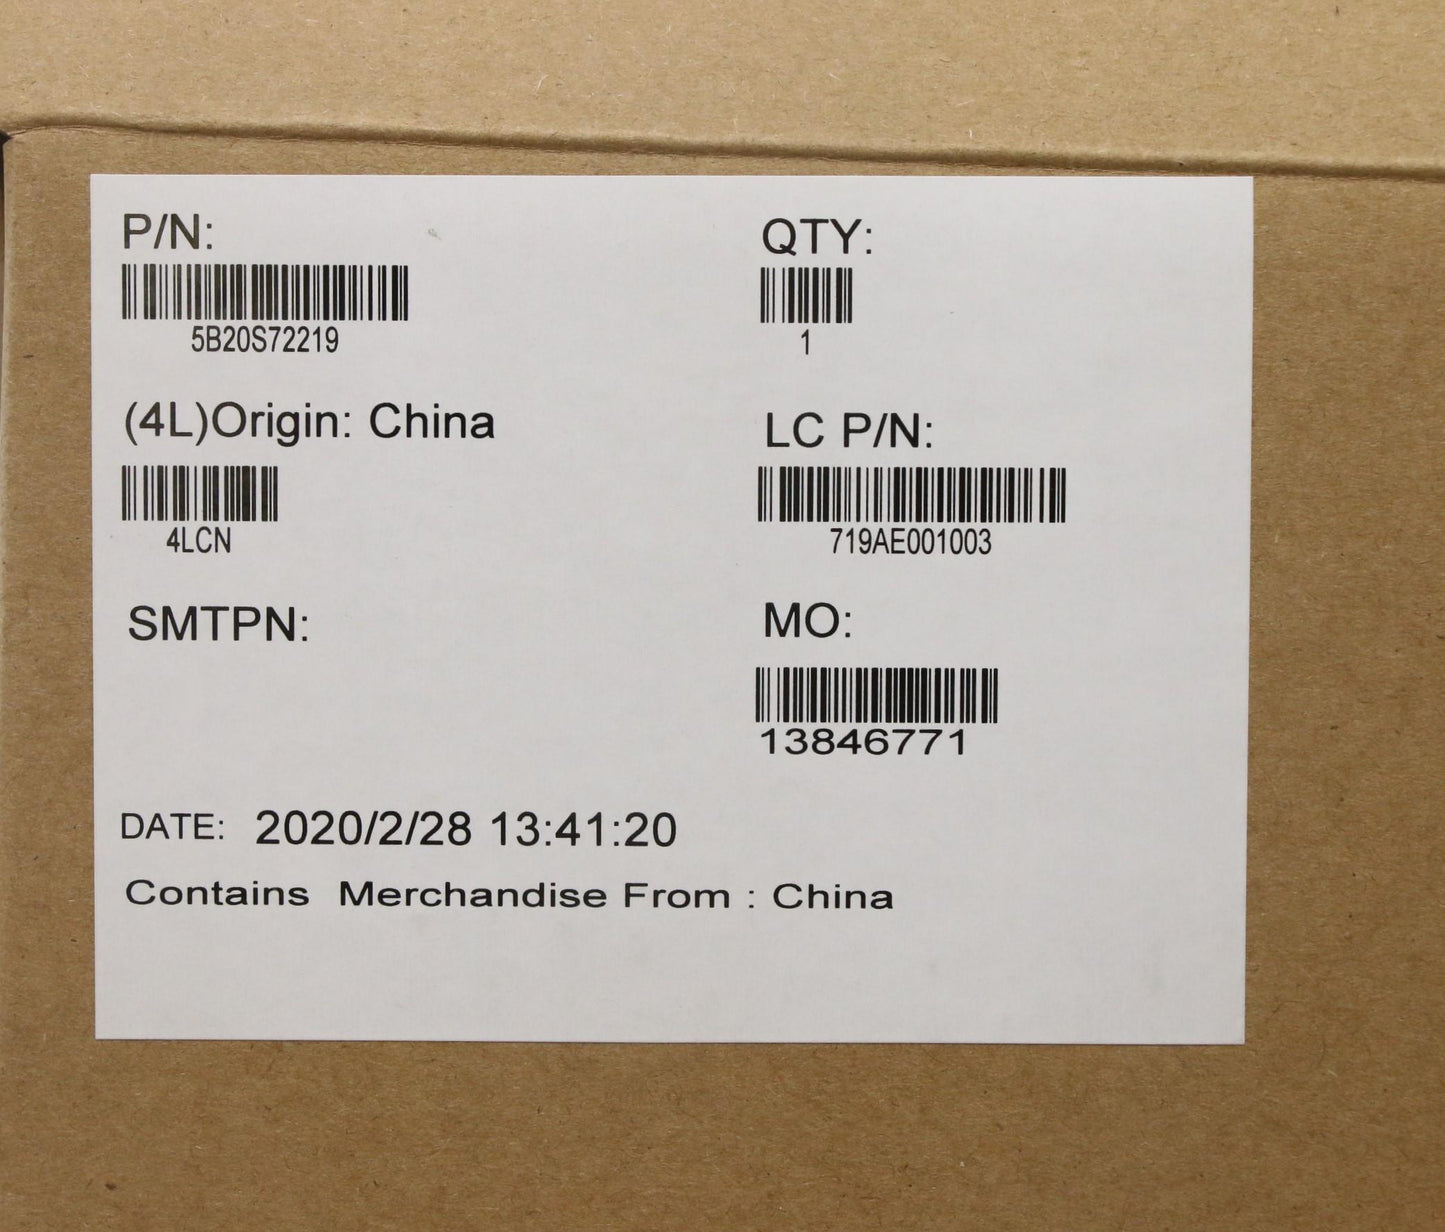 P/N:
5B20S72219
QTY:
1
(4L)Origin: China
4LCN
LC P/N:
719AE001003
SMTPN:
MO:
13846771
DATE: 2020/2/28 13:41:20
Contains Merchandise From : China